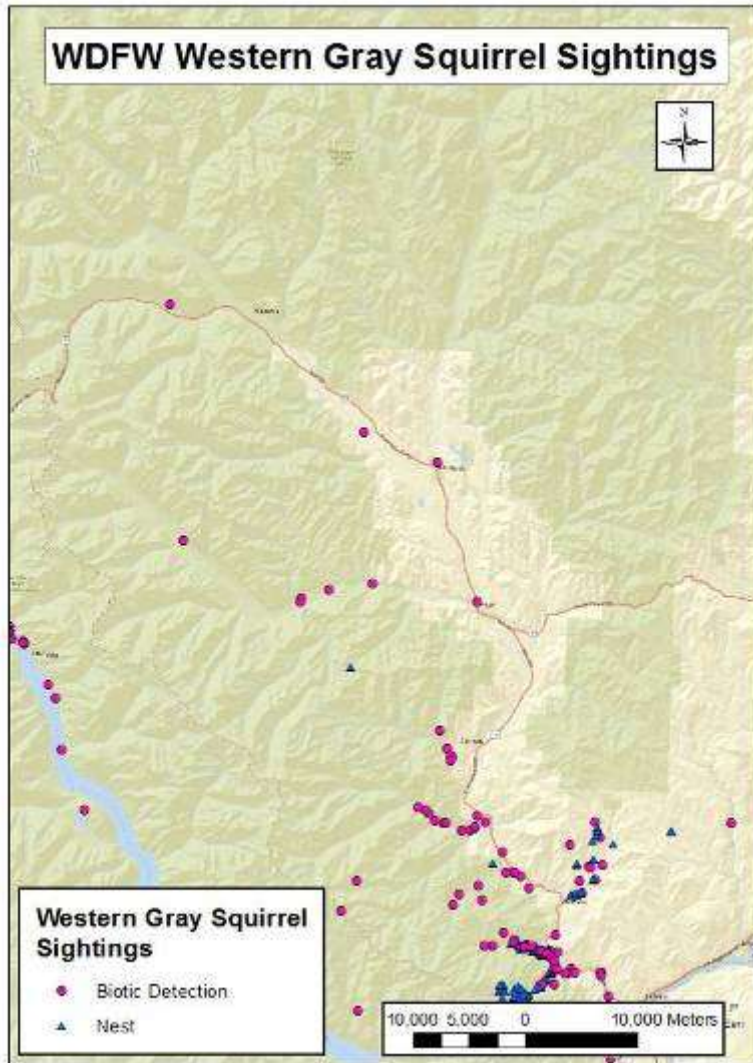 WDFW Western Gray Squirrel Sightings
N
Western Gray Squirrel
Sightings
Biotic Detection
Nest
10,000 5,000 0 10,000 Meters